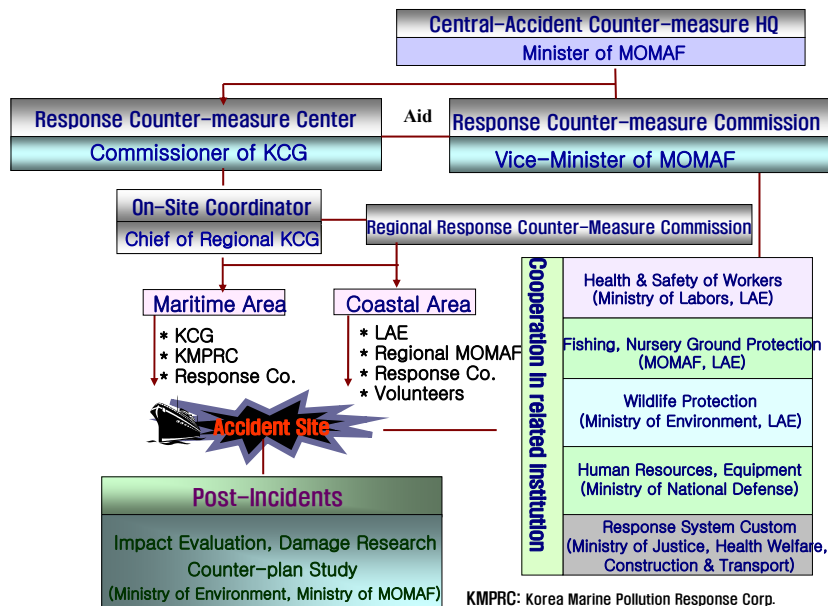 Central-Accident Counter-measure HQ
Minister of MOMAF
Response Counter-measure Center
Commissioner of KCG
Aid
Response Counter-measure Commission
Vice-Minister of MOMAF
On-Site Coordinator
Chief of Regional KCG
Regional Response Counter-Measure Commission
Maritime Area
* KCG
* KMPRC
* Response Co.
Coastal Area
* LAE
* Regional MOMAF
* Response Co.
* Volunteers
Accident Site
Cooperation in related institution
Health & Safety of Workers
(Ministry of Labors, LAE)
Fishing, Nursery Ground Protection
(MOMAF, LAE)
Wildlife Protection
(Ministry of Environment, LAE)
Human Resources, Equipment
(Ministry of National Defense)
Response System Custom
(Ministry of Justice, Health Welfare,
Construction & Transport)
Post-Incidents
Impact Evaluation, Damage Research
Counter-plan Study
(Ministry of Environment, Ministry of MOMAF)
KMPRC: Korea Marine Pollution Response Corp.